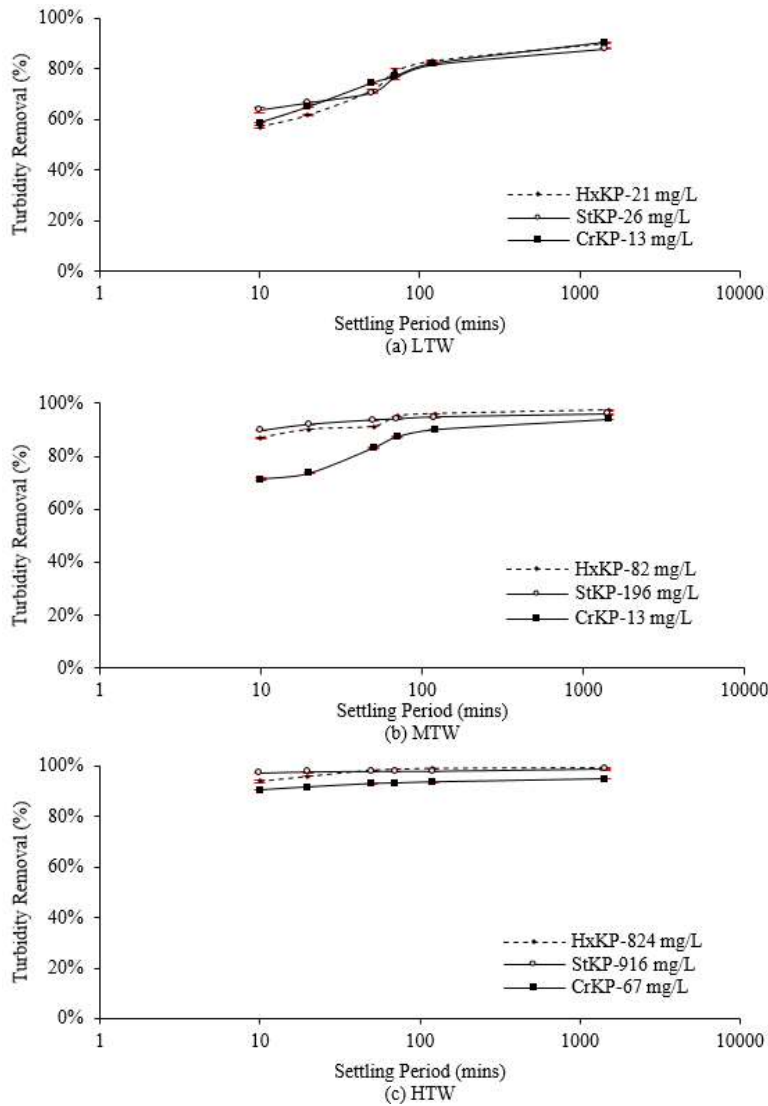 100%
80%
60%
40%
20%
0%
Turbidity Removal (%)
HxKP-21 mg/L
StKP-26 mg/L
CrKP-13 mg/L
1
10
100
1000
10000
Settling Period (mins)
(a) LTW
100%
80%
60%
40%
20%
0%
Turbidity Removal (%)
HxKP-82 mg/L
StKP-196 mg/L
CrKP-13 mg/L
1
10
100
1000
10000
Settling Period (mins)
(b) MTW
100%
80%
60%
40%
20%
0%
Turbidity Removal (%)
HxKP-824 mg/L
StKP-916 mg/L
CrKP-67 mg/L
1
10
100
1000
10000
Settling Period (mins)
(c) HTW